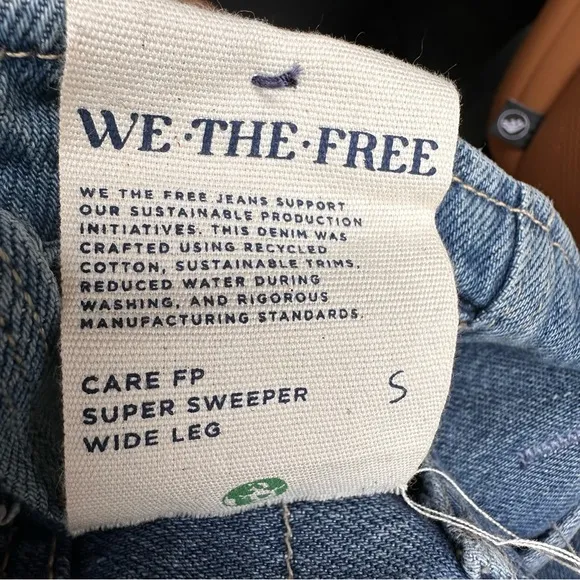 WE·THE·FREE
WE THE FREE JEANS SUPPORT
OUR SUSTAINABLE PRODUCTION
INITIATIVES. THIS DENIM WAS
CRAFTED USING RECYCLED
COTTON, SUSTAINABLE TRIMS,
REDUCED WATER DURING
WASHING, AND RIGOROUS
MANUFACTURING STANDARDS.
CARE FP
SUPER SWEEPER
WIDE LEG
S